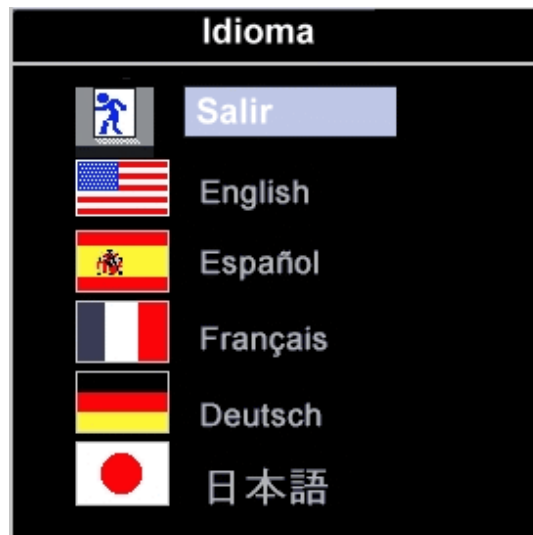 Idioma
Salir
English
Español
Français
Deutsch
日本語